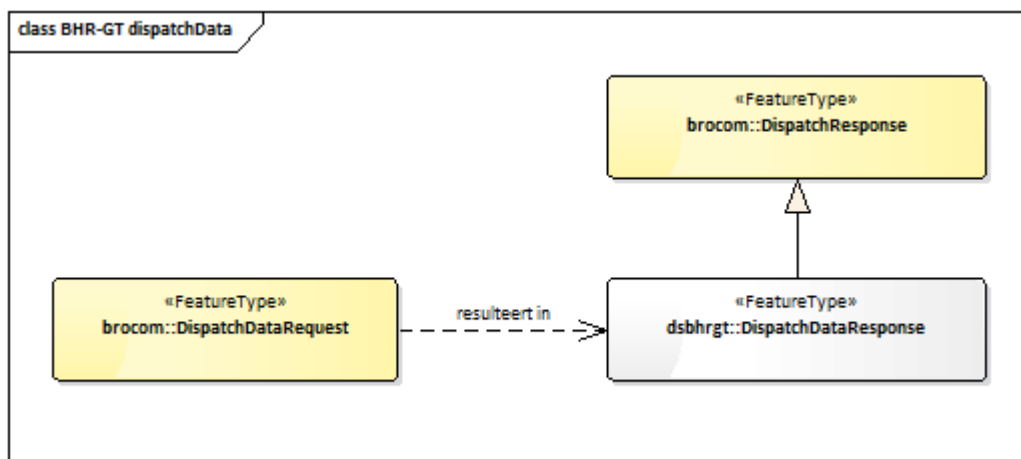 class BHR-GT dispatchData
«FeatureType»
brocom::DispatchResponse
«FeatureType»
brocom::DispatchDataRequest
resulteert in
«FeatureType»
dsbhrgt::DispatchDataResponse